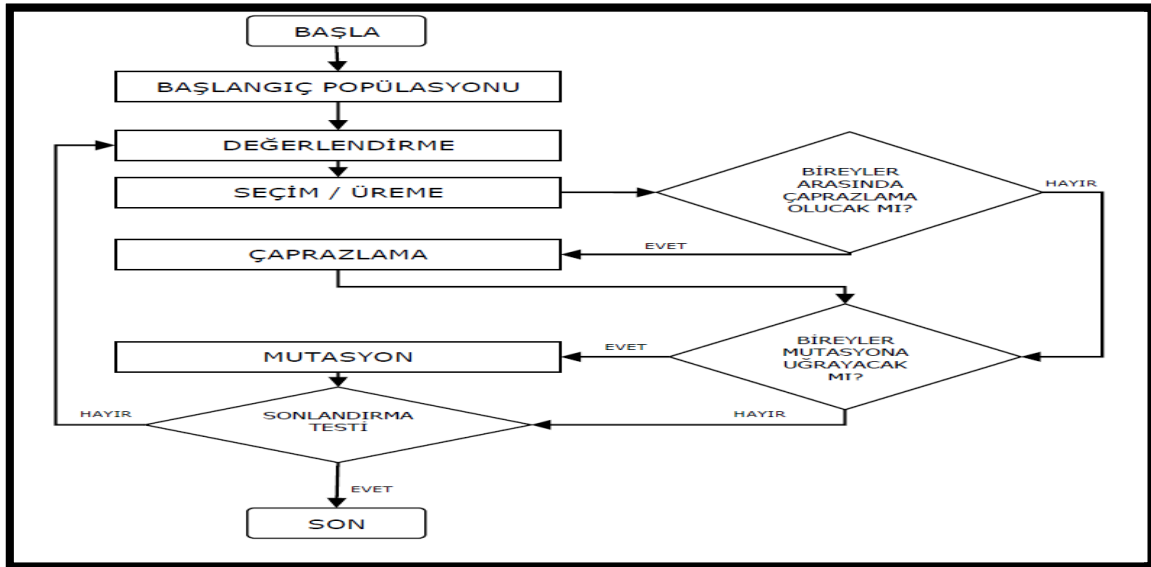 BAŞLA
BAŞLANGIÇ POPÜLASYONU
DEĞERLENDİRME
SEÇİM / ÜREME
BİREYLER
ARASINDA
ÇAPRAZLAMA
OLUCAK MI?
HAYIR
EVET
ÇAPRAZLAMA
BİREYLER
MUTASYONA
UĞRAYACAK
MI?
EVET
MUTASYON
HAYIR
SONLANDIRMA
TESTİ
HAYIR
EVET
SON